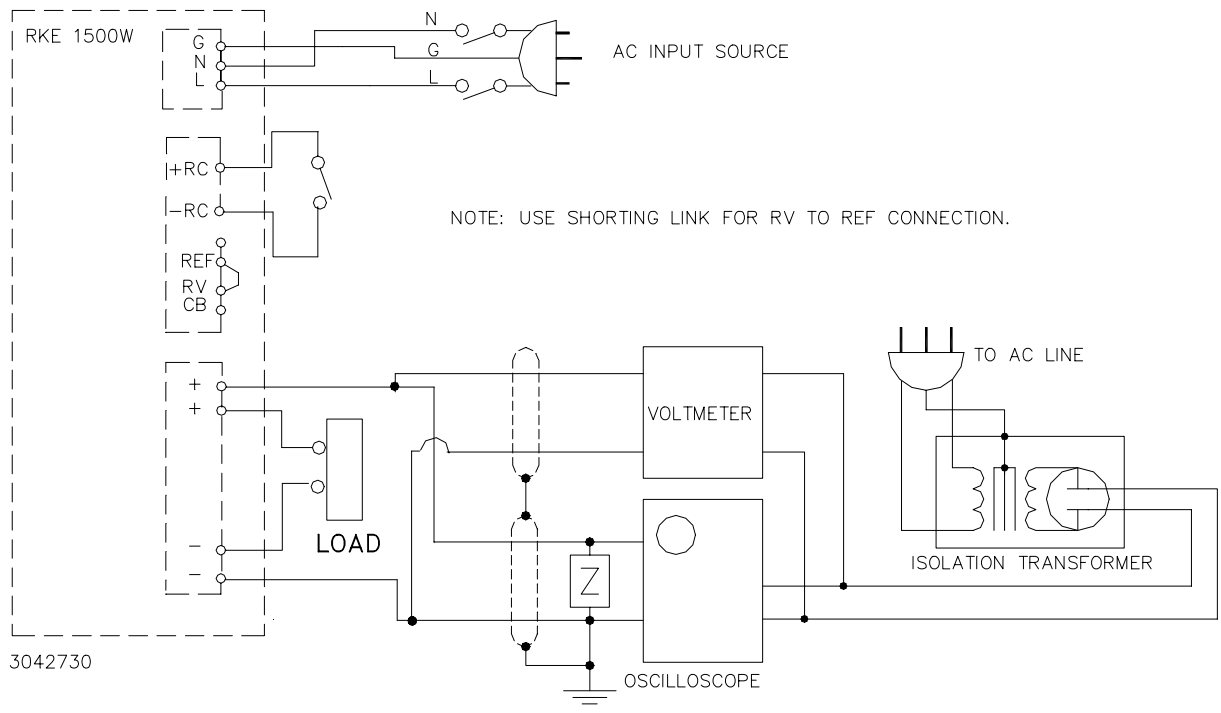 RKE 1500W
G
N
L
N
G
L
AC INPUT SOURCE
+RC
-RC
NOTE: USE SHORTING LINK FOR RV TO REF CONNECTION.
REF
RV
CB
+
+
-
-
LOAD
VOLTMETER
Z
OSCILLOSCOPE
TO AC LINE
ISOLATION TRANSFORMER
3042730